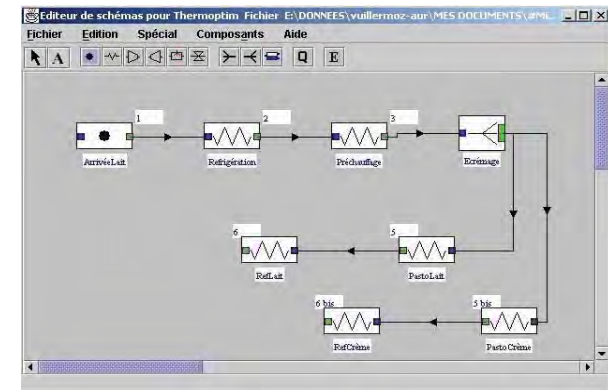 Editeur de schémas pour Thermoptim Fichier E:\DONNEES\vuillermoz-aur\MES DOCUMENTS\
Fichier Edition Spécial Composants Aide
A Q E
1 2 3
ArrivéeLait Refrigération Préchauffage Ecrémage
6 5
RefLait PastoLait
6 bis 5 bis
RefCrème PastoCrème